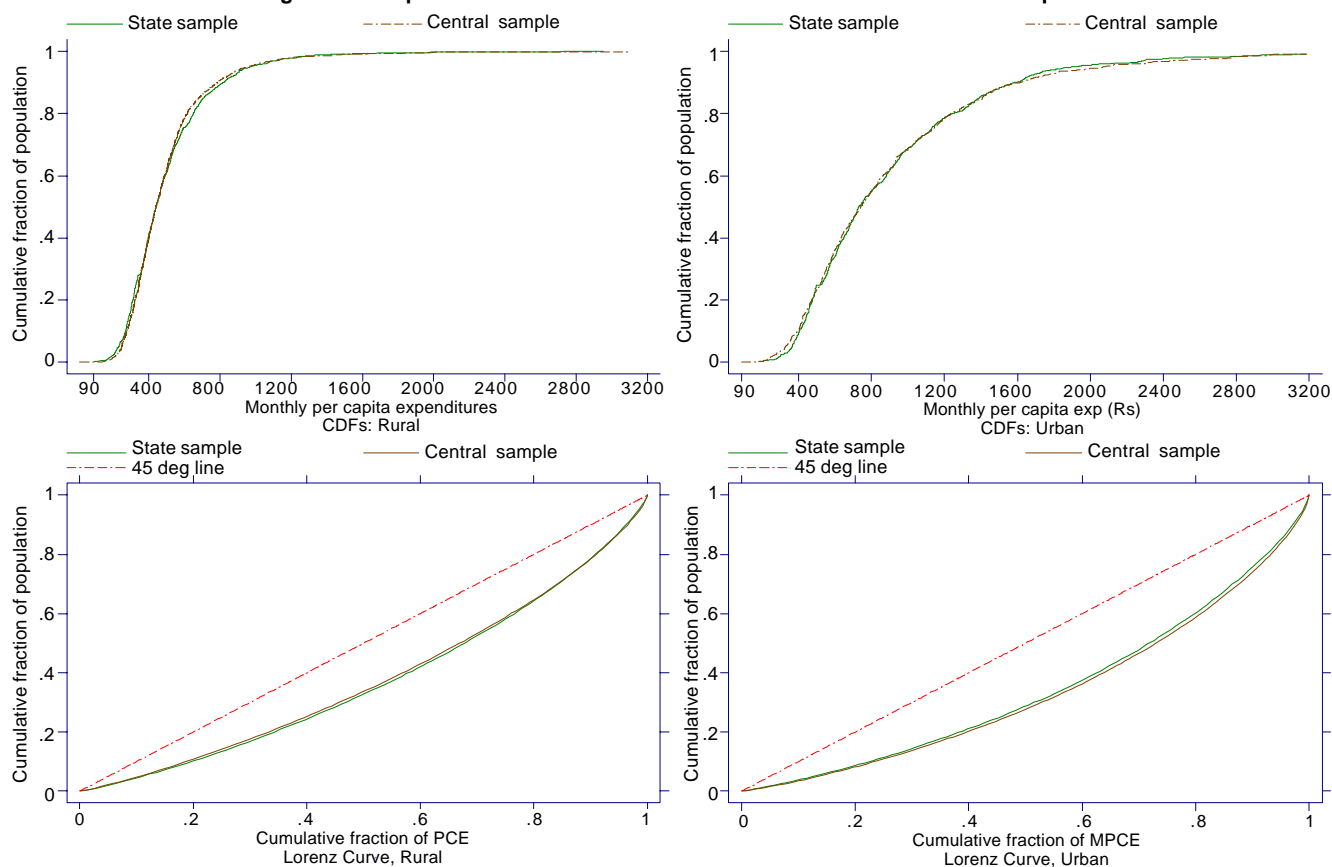 State sample
Central sample
Cumulative fraction of population
1
.8
.6
.4
.2
0
90 400 800 1200 1600 2000 2400 2800 3200
Monthly per capita expenditures
CDFs: Rural
State sample
Central sample
Cumulative fraction of population
1
.8
.6
.4
.2
0
90 400 800 1200 1600 2000 2400 2800 3200
Monthly per capita exp (Rs)
CDFs: Urban
State sample
Central sample
45 deg line
Cumulative fraction of population
1
.8
.6
.4
.2
0
0 .2 .4 .6 .8 1
Cumulative fraction of PCE
Lorenz Curve, Rural
State sample
Central sample
45 deg line
Cumulative fraction of population
1
.8
.6
.4
.2
0
0 .2 .4 .6 .8 1
Cumulative fraction of MPCE
Lorenz Curve, Urban